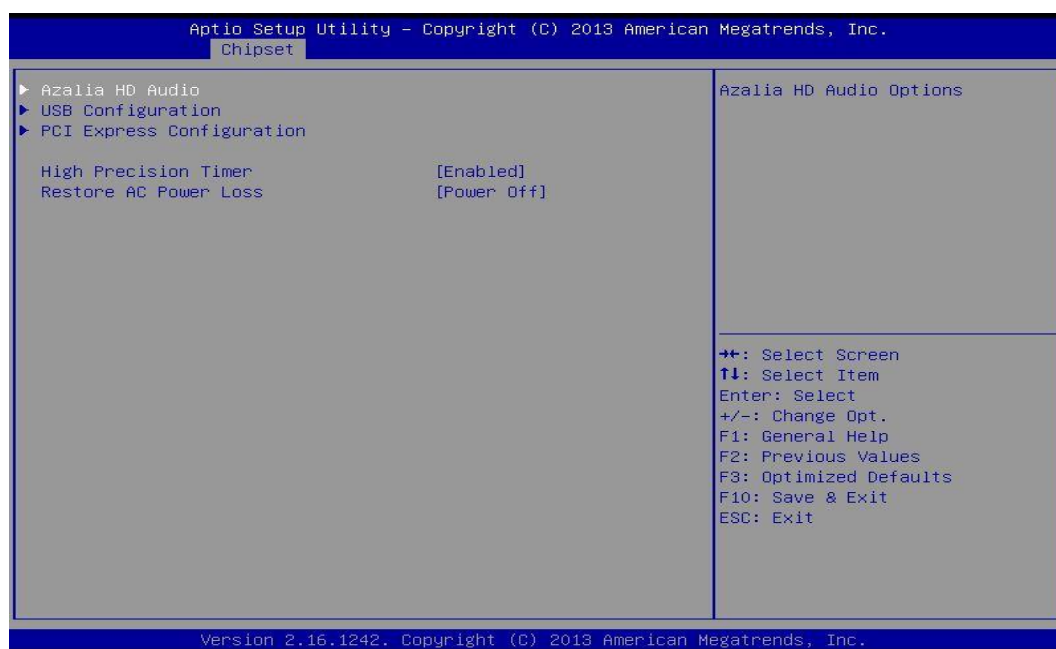 Aptio Setup Utility – Copyright (C) 2013 American Megatrends, Inc.
Chipset
▶ Azalia HD Audio
▶ USB Configuration
▶ PCI Express Configuration
High Precision Timer [Enabled]
Restore AC Power Loss [Power Off]
Azalia HD Audio Options
→←: Select Screen
↑↓: Select Item
Enter: Select
+/-: Change Opt.
F1: General Help
F2: Previous Values
F3: Optimized Defaults
F10: Save & Exit
ESC: Exit
Version 2.16.1242. Copyright (C) 2013 American Megatrends, Inc.